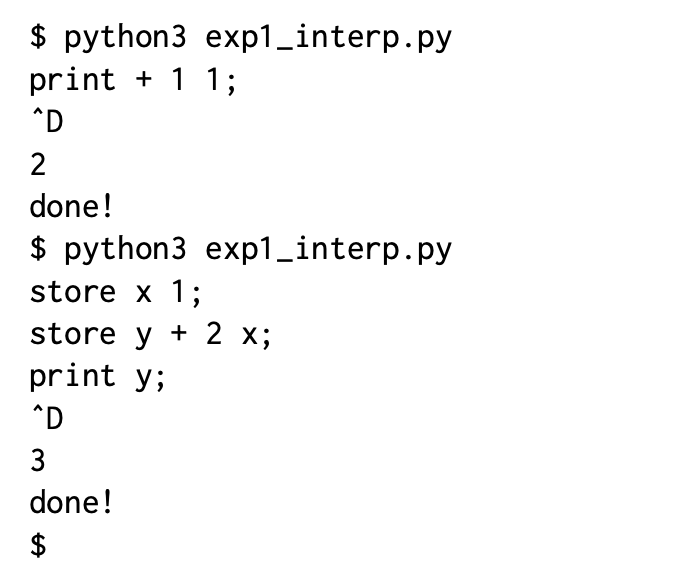 $ python3 exp1_interp.py
print + 1 1;
^D
2
done!
$ python3 exp1_interp.py
store x 1;
store y + 2 x;
print y;
^D
3
done!
$